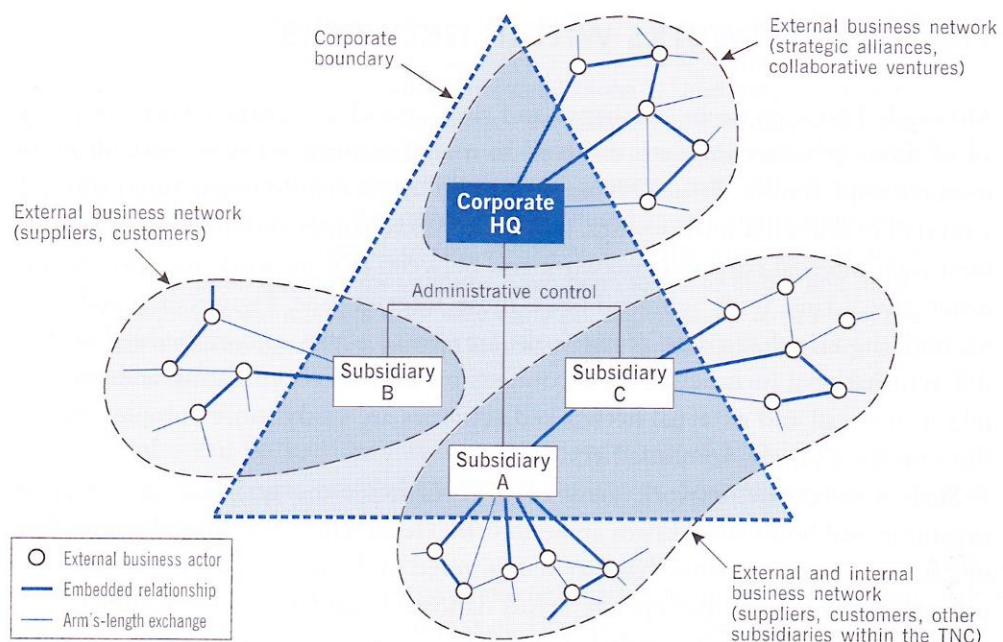 Corporate
boundary
External business network
(strategic alliances,
collaborative ventures)
Corporate
HQ
External business network
(suppliers, customers)
Administrative control
Subsidiary
B
Subsidiary
C
Subsidiary
A
External business actor
Embedded relationship
Arm's-length exchange
External and internal
business network
(suppliers, customers, other
subsidiaries within the TNC)